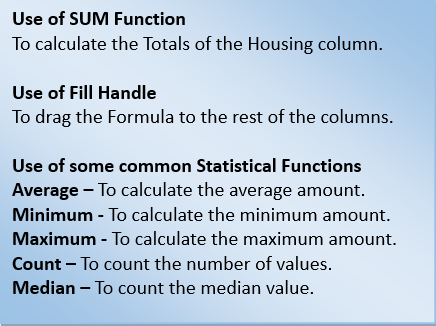 Use of SUM Function
To calculate the Totals of the Housing column.
Use of Fill Handle
To drag the Formula to the rest of the columns.
Use of some common Statistical Functions
Average – To calculate the average amount.
Minimum - To calculate the minimum amount.
Maximum - To calculate the maximum amount.
Count – To count the number of values.
Median – To count the median value.